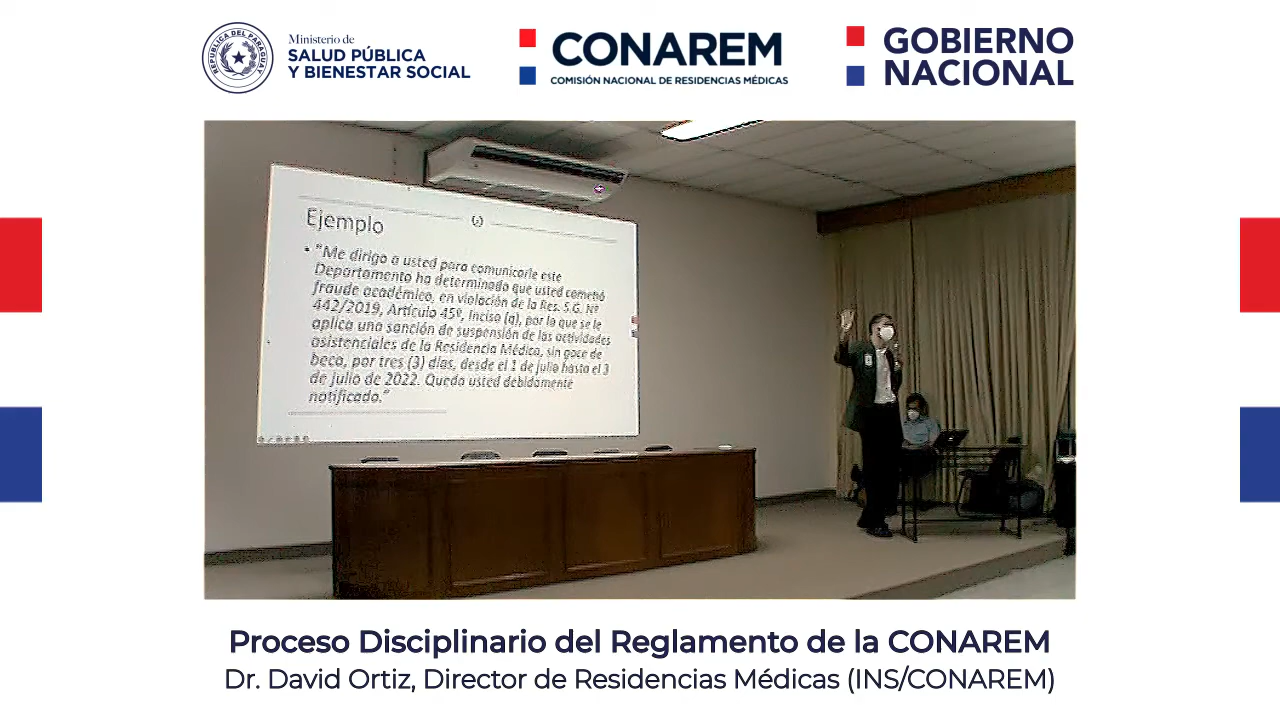 REPÚBLICA DEL PARAGUAY
Ministerio de
SALUD PÚBLICA
Y BIENESTAR SOCIAL
CONAREM
COMISIÓN NACIONAL DE RESIDENCIAS MÉDICAS
GOBIERNO
NACIONAL
Ejemplo
• "Me dirigo a usted para comunicarle este
Departamento ha determinado que usted cometió
fraude académico, en violación de la Res. S.G. Nº
442/2019, Artículo 45º, Inciso (q), por la que se le
aplica una sanción de suspensión de las actividades
asistenciales de la Residencia Médica, sin goce de
beca, por tres (3) días, desde el 1 de julio hasta el 3
de julio de 2022. Queda usted debidamente
notificado."
Proceso Disciplinario del Reglamento de la CONAREM
Dr. David Ortiz, Director de Residencias Médicas (INS/CONAREM)